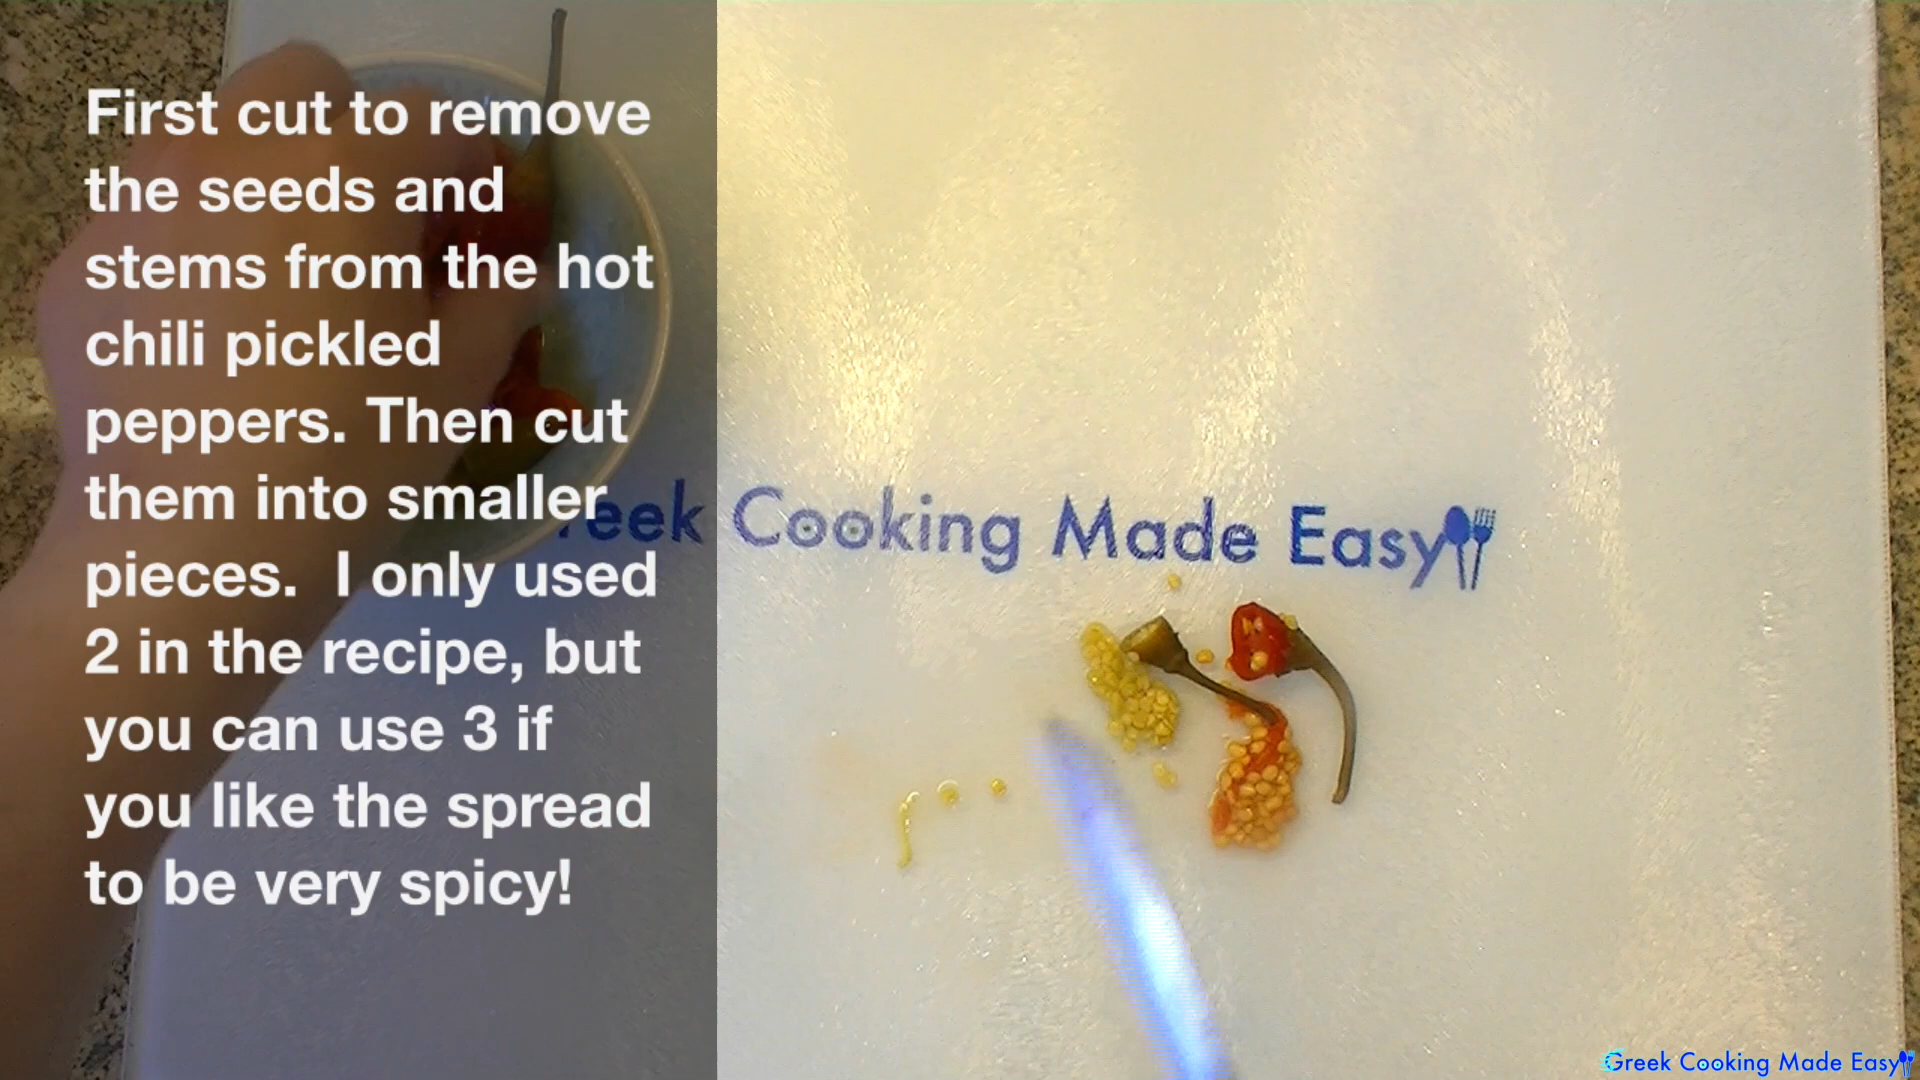 First cut to remove
the seeds and
stems from the hot
chili pickled
peppers. Then cut
them into smaller
pieces.  I only used
2 in the recipe, but
you can use 3 if
you like the spread
to be very spicy!
reek Cooking Made Easy
Greek Cooking Made Easy